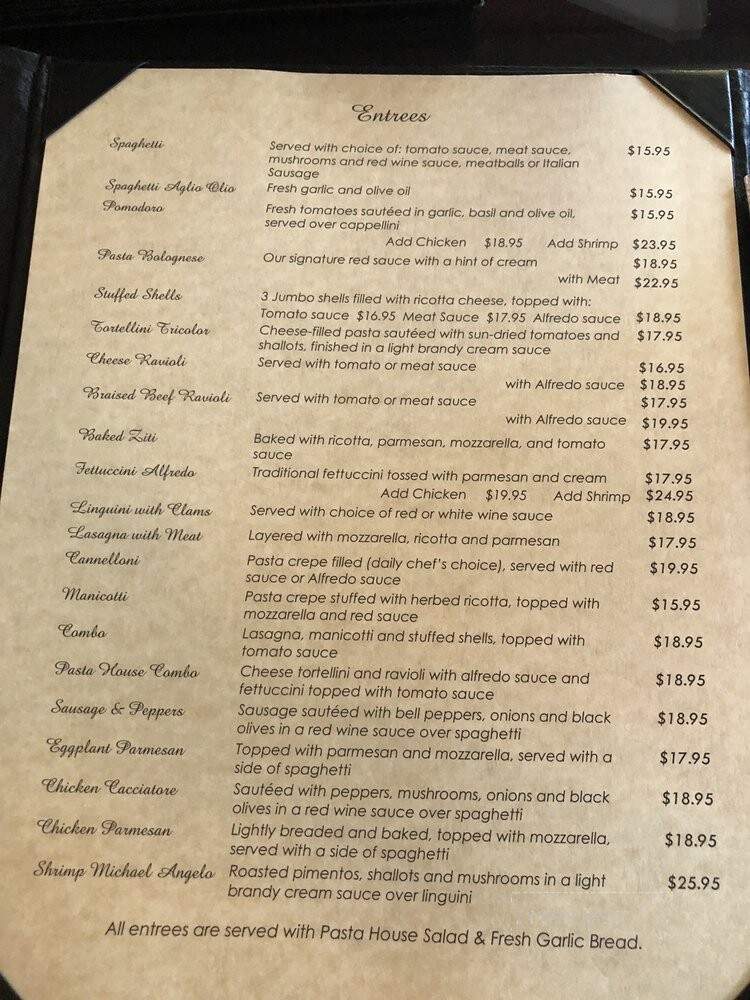 Entrees
Spaghetti Served with choice of: tomato sauce, meat sauce, $15.95
mushrooms and red wine sauce, meatballs or Italian
Sausage
Spaghetti Aglio Olio Fresh garlic and olive oil $15.95
Pomodoro Fresh tomatoes sautéed in garlic, basil and olive oil, $15.95
served over cappellini
Add Chicken $18.95 Add Shrimp $23.95
Pasta Bolognese Our signature red sauce with a hint of cream $18.95
with Meat $22.95
Stuffed Shells 3 Jumbo shells filled with ricotta cheese, topped with:
Tomato sauce $16.95 Meat Sauce $17.95 Alfredo sauce $18.95
Tortellini Tricolor Cheese-filled pasta sautéed with sun-dried tomatoes and $17.95
shallots, finished in a light brandy cream sauce
Cheese Ravioli Served with tomato or meat sauce $16.95
with Alfredo sauce $18.95
Braised Beef Ravioli Served with tomato or meat sauce $17.95
with Alfredo sauce $19.95
Baked Ziti Baked with ricotta, parmesan, mozzarella, and tomato $17.95
sauce
Fettuccini Alfredo Traditional fettuccini tossed with parmesan and cream $17.95
Add Chicken $19.95 Add Shrimp $24.95
Linguini with Clams Served with choice of red or white wine sauce $18.95
Lasagna with Meat Layered with mozzarella, ricotta and parmesan $17.95
Cannelloni Pasta crepe filled (daily chef's choice), served with red $19.95
sauce or Alfredo sauce
Manicotti Pasta crepe stuffed with herbed ricotta, topped with $15.95
mozzarella and red sauce
Combo Lasagna, manicotti and stuffed shells, topped with $18.95
tomato sauce
Pasta House Combo Cheese tortellini and ravioli with alfredo sauce and $18.95
fettuccini topped with tomato sauce
Sausage & Peppers Sausage sautéed with bell peppers, onions and black $18.95
olives in a red wine sauce over spaghetti
Eggplant Parmesan Topped with parmesan and mozzarella, served with a $17.95
side of spaghetti
Chicken Cacciatore Sautéed with peppers, mushrooms, onions and black $18.95
olives in a red wine sauce over spaghetti
Chicken Parmesan Lightly breaded and baked, topped with mozzarella, $18.95
served with a side of spaghetti
Shrimp Michael Angelo Roasted pimentos, shallots and mushrooms in a light $25.95
brandy cream sauce over linguini
All entrees are served with Pasta House Salad & Fresh Garlic Bread.